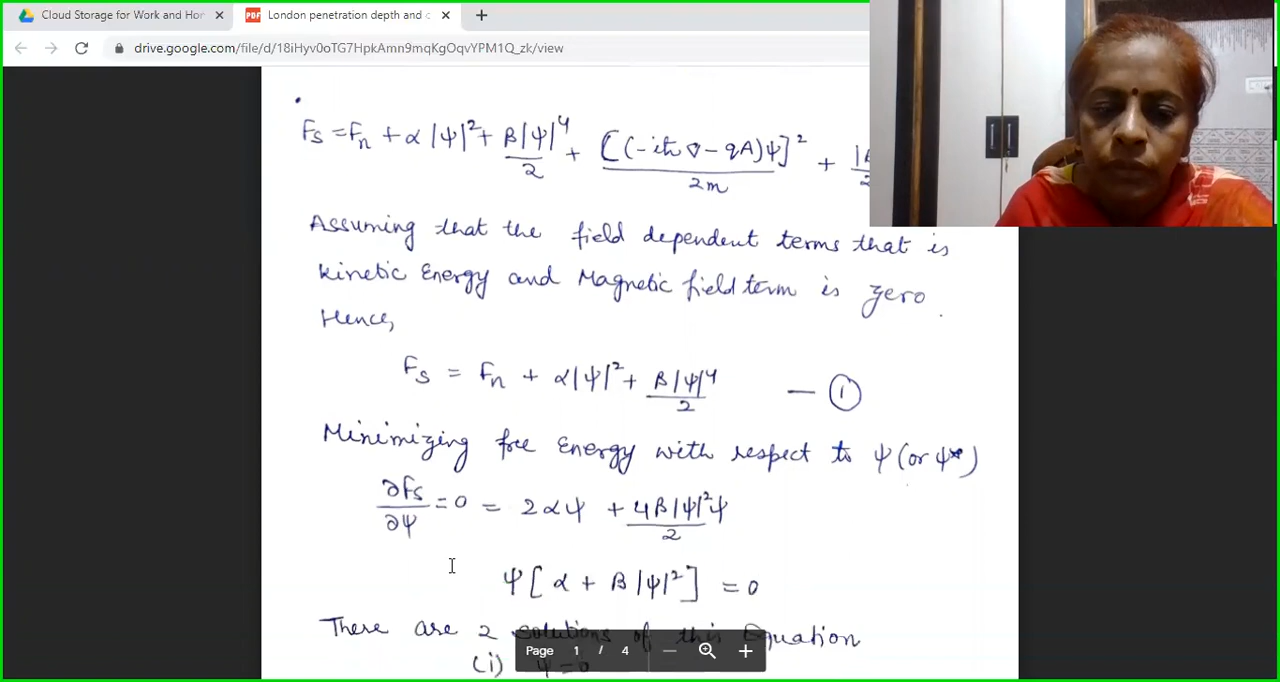 Cloud Storage for Work and Hor
London penetration depth and c
drive.google.com/file/d/18iHyv0oTG7HpkAmn9mqKgOqvYPM1Q_zk/view
Fs = Fn + α |ψ|² + β|ψ|⁴/2 + [(-iħ∇ - qA)ψ]²/2m +
Assuming that the field dependent terms that is
kinetic Energy and Magnetic field term is zero.
Hence,
Fs = Fn + α|ψ|² + β|ψ|⁴/2 — ①
Minimizing free Energy with respect to ψ (or ψ*)
∂Fs/∂ψ = 0 = 2αψ + 4β|ψ|²ψ/2
ψ[α + β|ψ|²] = 0
There are 2 solutions of this Equation
(i) ψ=0
Page 1 / 4